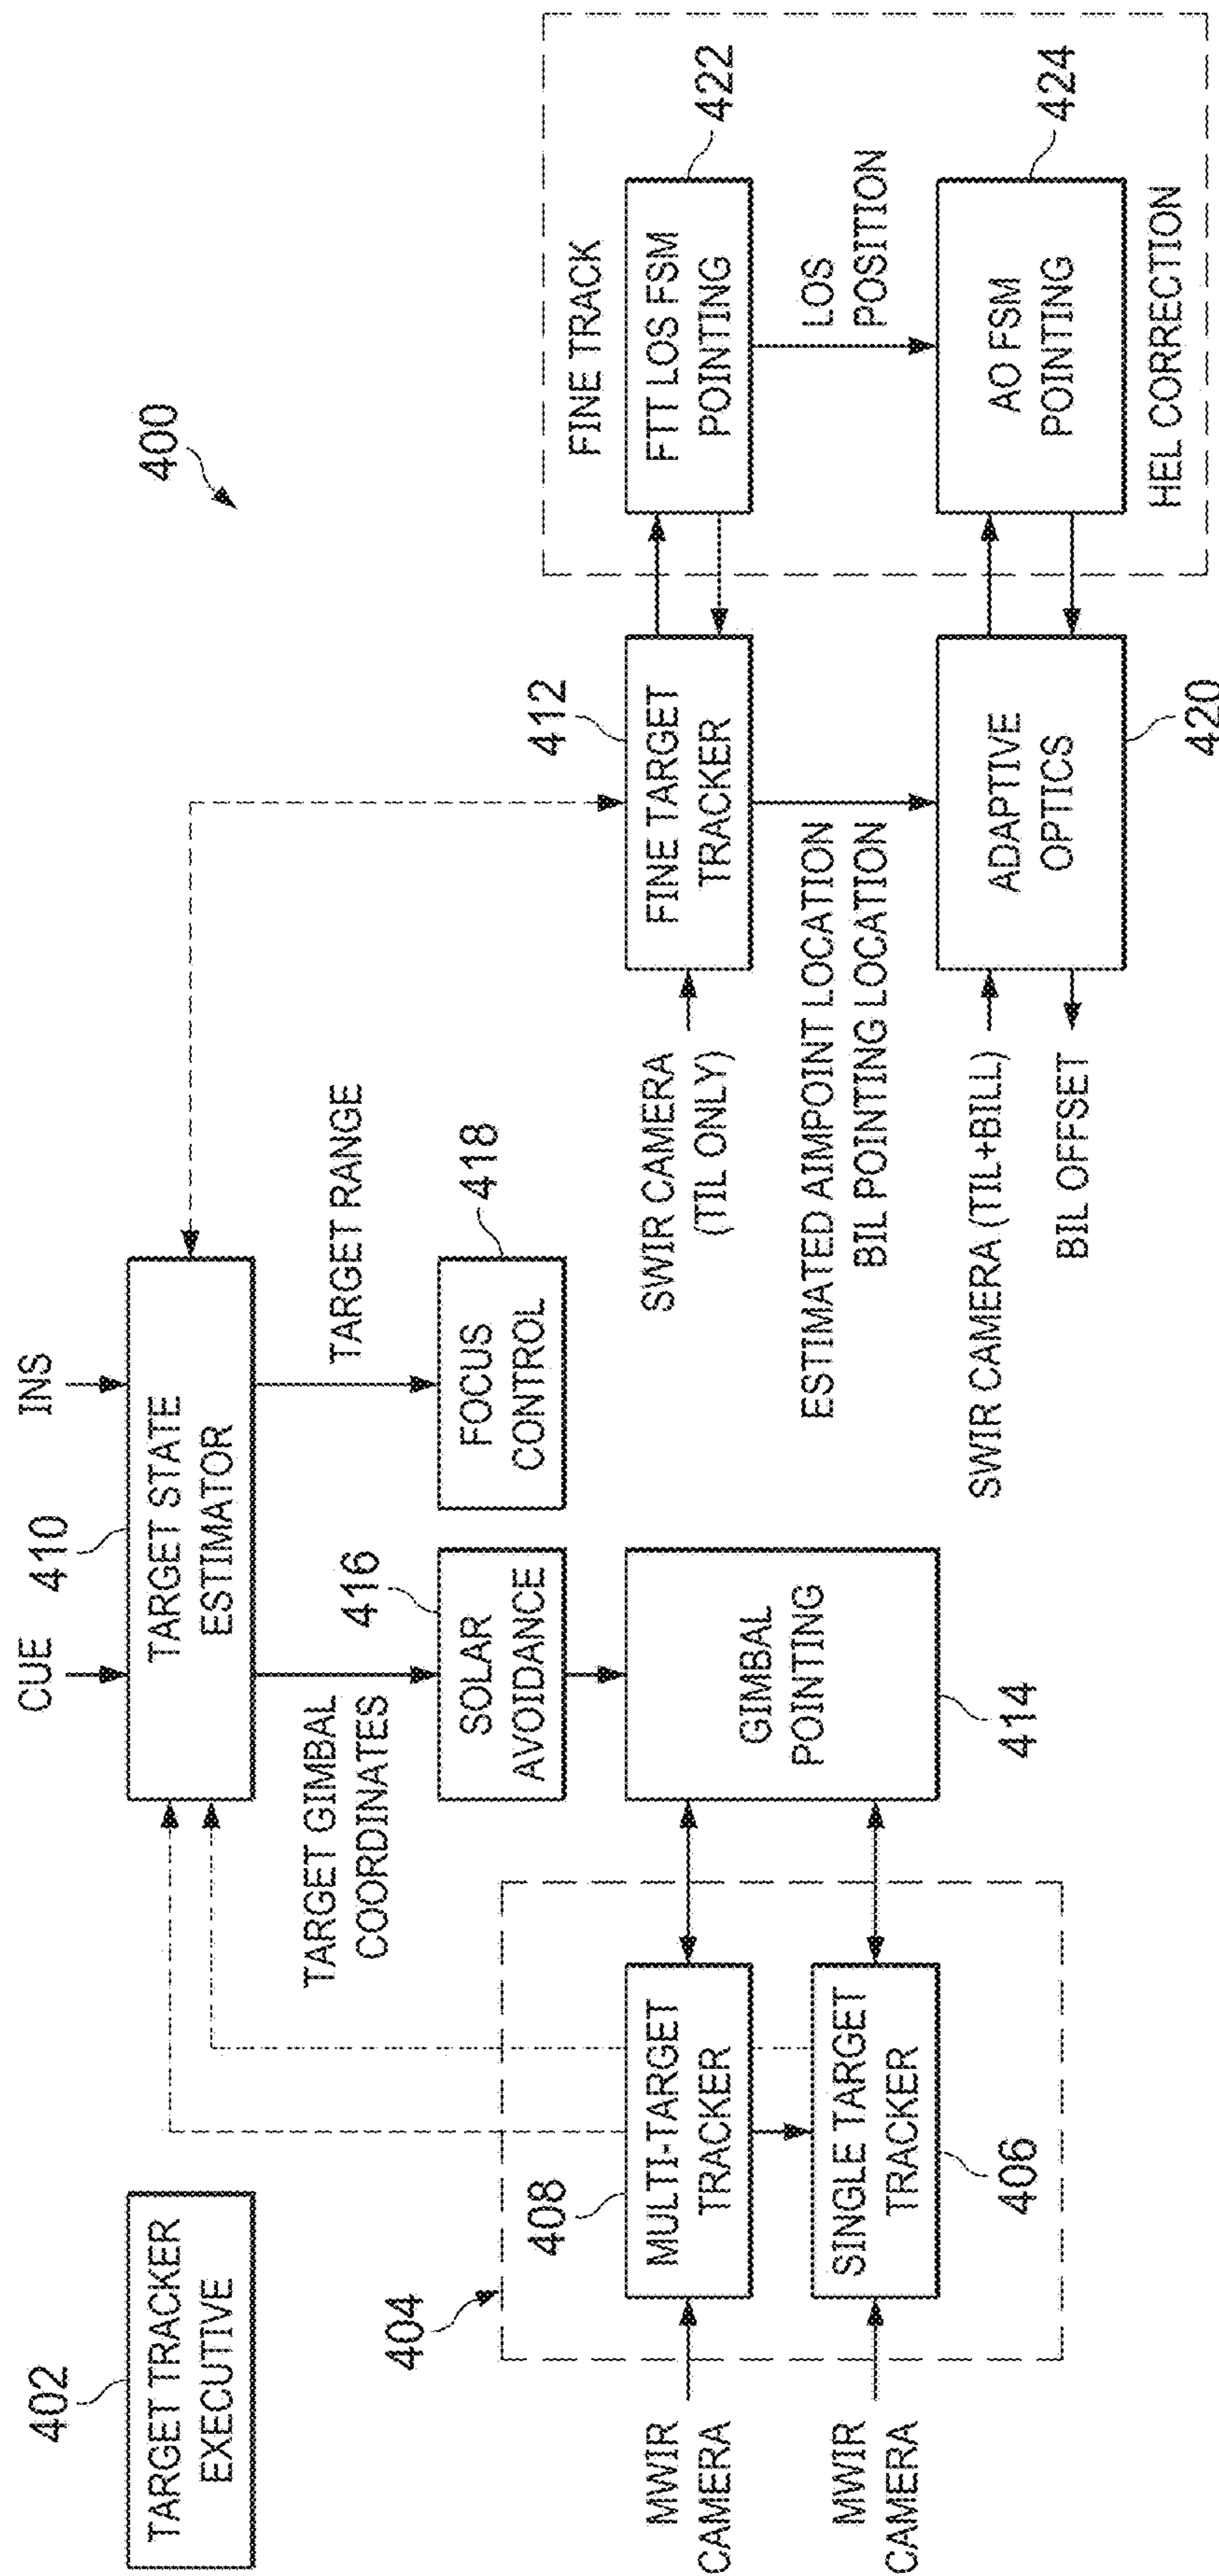 400
402
TARGET TRACKER
EXECUTIVE
CUE
410
INS
TARGET STATE
ESTIMATOR
TARGET GIMBAL
COORDINATES
TARGET RANGE
416
SOLAR
AVOIDANCE
418
FOCUS
CONTROL
404
MWIR
CAMERA
408
MULTI-TARGET
TRACKER
MWIR
CAMERA
SINGLE TARGET
TRACKER
406
GIMBAL
POINTING
414
SWIR CAMERA
(TIL ONLY)
412
FINE TARGET
TRACKER
ESTIMATED AIMPOINT LOCATION
BIL POINTING LOCATION
SWIR CAMERA (TIL+BILL)
BIL OFFSET
ADAPTIVE
OPTICS
420
FINE TRACK
FTT LOS FSM
POINTING
422
LOS
POSITION
AO FSM
POINTING
424
HEL CORRECTION